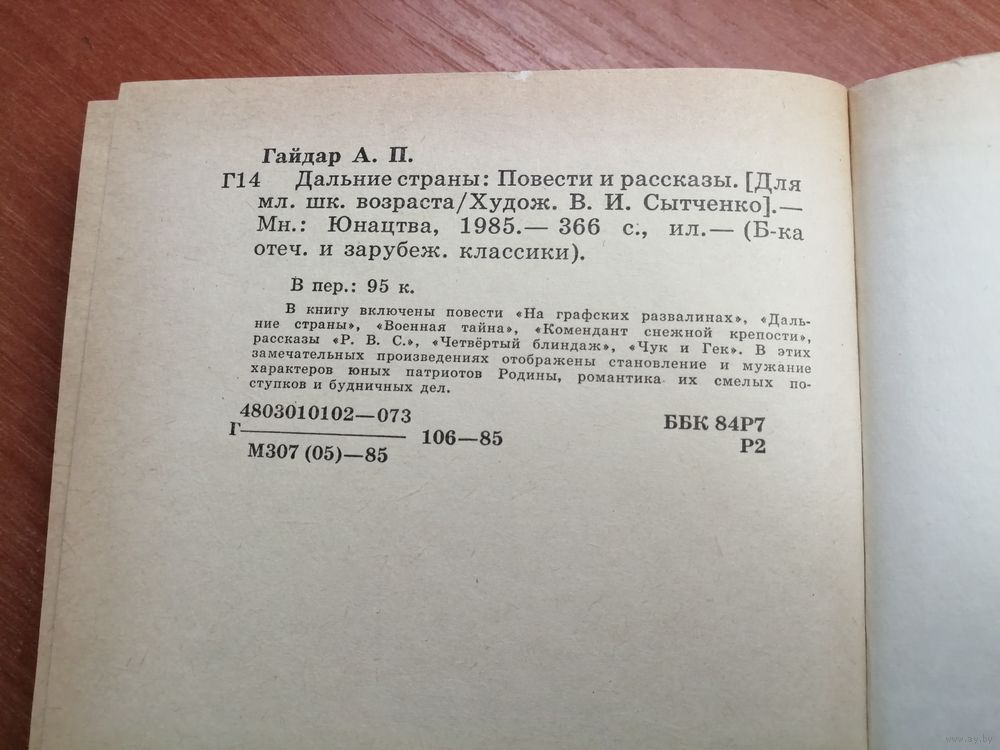 Гайдар А. П.
Г14 Дальние страны: Повести и рассказы. [Для
мл. шк. возраста/Худож. В. И. Сытченко].—
Мн.: Юнацтва, 1985.— 366 с., ил.— (Б-ка
отеч. и зарубеж. классики).
В пер.: 95 к.
В книгу включены повести «На графских развалинах», «Даль-
ние страны», «Военная тайна», «Комендант снежной крепости»,
рассказы «Р. В. С.», «Четвёртый блиндаж», «Чук и Гек». В этих
замечательных произведениях отображены становление и мужание
характеров юных патриотов Родины, романтика их смелых по-
ступков и будничных дел.
4803010102—073
Г
М307 (05)—85
106—85
ББК 84Р7
Р2
www.ay.by